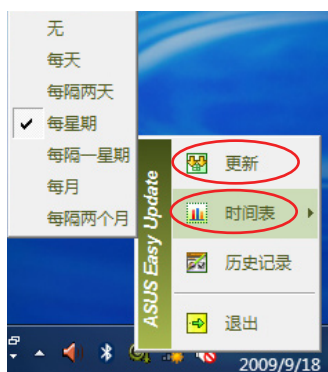 无
每天
每隔两天
每星期
每隔一星期
每月
每隔两个月
ASUS Easy Update
更新
时间表
历史记录
退出
2009/9/18